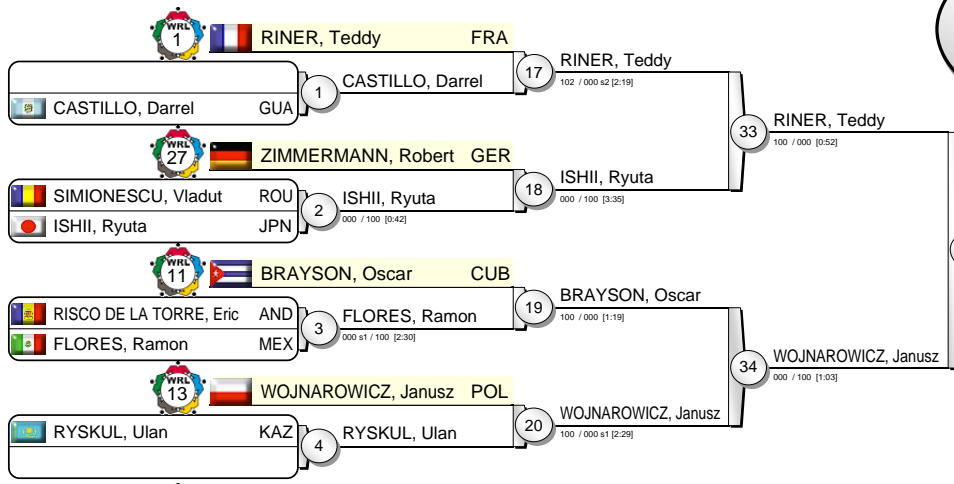 WRL
1
RINER, Teddy FRA
CASTILLO, Darrel GUA
1
CASTILLO, Darrel
17
RINER, Teddy
102 / 000 s2 [2:19]
WRL
27
ZIMMERMANN, Robert GER
SIMIONESCU, Vladut ROU
ISHII, Ryuta JPN
2
ISHII, Ryuta
000 / 100 [0:42]
18
ISHII, Ryuta
000 / 100 [3:35]
33
RINER, Teddy
100 / 000 [0:52]
WRL
11
BRAYSON, Oscar CUB
RISCO DE LA TORRE, Eric AND
FLORES, Ramon MEX
3
FLORES, Ramon
000 s1 / 100 [2:30]
19
BRAYSON, Oscar
100 / 000 [1:19]
WRL
13
WOJNAROWICZ, Janusz POL
RYSKUL, Ulan KAZ
4
RYSKUL, Ulan
20
WOJNAROWICZ, Janusz
100 / 000 s1 [2:29]
34
WOJNAROWICZ, Janusz
000 / 100 [1:03]